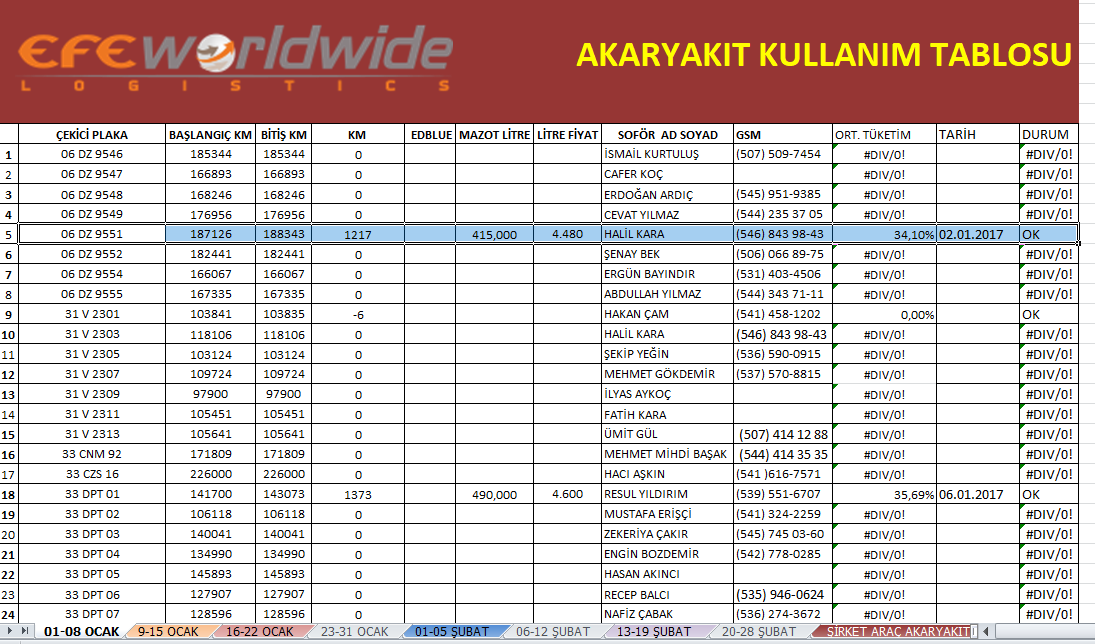 eFeworldwide
LOGISTICS
AKARYAKIT KULLANIM TABLOSU
ÇEKİCİ PLAKA BAŞLANGIÇ KM BİTİŞ KM KM EDBLUE MAZOT LİTRE LİTRE FİYAT SOFÖR AD SOYAD GSM ORT. TÜKETİM TARİH DURUM
1 06 DZ 9546 185344 185344 0 İSMAİL KURTULUŞ (507) 509-7454 #DIV/0! #DIV/0!
2 06 DZ 9547 166893 166893 0 CAFER KOÇ #DIV/0! #DIV/0!
3 06 DZ 9548 168246 168246 0 ERDOĞAN ARDIÇ (545) 951-9385 #DIV/0! #DIV/0!
4 06 DZ 9549 176956 176956 0 CEVAT YILMAZ (544) 235 37 05 #DIV/0! #DIV/0!
5 06 DZ 9551 187126 188343 1217 415,000 4.480 HALİL KARA (546) 843 98-43 34,10% 02.01.2017 OK
6 06 DZ 9552 182441 182441 0 ŞENAY BEK (506) 066 89-75 #DIV/0! #DIV/0!
7 06 DZ 9554 166067 166067 0 ERGÜN BAYINDIR (531) 403-4506 #DIV/0! #DIV/0!
8 06 DZ 9555 167335 167335 0 ABDULLAH YILMAZ (544) 343 71-11 #DIV/0! #DIV/0!
9 31 V 2301 103841 103835 -6 HAKAN ÇAM (541) 458-1202 0,00% OK
10 31 V 2303 118106 118106 0 HALİL KARA (546) 843 98-43 #DIV/0! #DIV/0!
11 31 V 2305 103124 103124 0 ŞEKİP YEĞİN (536) 590-0915 #DIV/0! #DIV/0!
12 31 V 2307 109724 109724 0 MEHMET GÖKDEMİR (537) 570-8815 #DIV/0! #DIV/0!
13 31 V 2309 97900 97900 0 İLYAS AYKOÇ #DIV/0! #DIV/0!
14 31 V 2311 105451 105451 0 FATİH KARA #DIV/0! #DIV/0!
15 31 V 2313 105641 105641 0 ÜMİT GÜL (507) 414 12 88 #DIV/0! #DIV/0!
16 33 CNM 92 171809 171809 0 MEHMET MİHDİ BAŞAK (544) 414 35 35 #DIV/0! #DIV/0!
17 33 CZS 16 226000 226000 0 HACI AŞKIN (541 )616-7571 #DIV/0! #DIV/0!
18 33 DPT 01 141700 143073 1373 490,000 4.600 RESUL YILDIRIM (539) 551-6707 35,69% 06.01.2017 OK
19 33 DPT 02 106118 106118 0 MUSTAFA ERİŞÇİ (541) 324-2259 #DIV/0! #DIV/0!
20 33 DPT 03 140041 140041 0 ZEKERİYA ÇAKIR (545) 745 03-60 #DIV/0! #DIV/0!
21 33 DPT 04 134990 134990 0 ENGİN BOZDEMİR (542) 778-0285 #DIV/0! #DIV/0!
22 33 DPT 05 145893 145893 0 HASAN AKINCI #DIV/0! #DIV/0!
23 33 DPT 06 127907 127907 0 RECEP BALCI (535) 946-0624 #DIV/0! #DIV/0!
24 33 DPT 07 128596 128596 0 NAFİZ ÇABAK (536) 274-3672 #DIV/0! #DIV/0!
01-08 OCAK 9-15 OCAK 16-22 OCAK 23-31 OCAK 01-05 ŞUBAT 06-12 ŞUBAT 13-19 ŞUBAT 20-28 ŞUBAT ŞİRKET ARAÇ AKARYAKIT